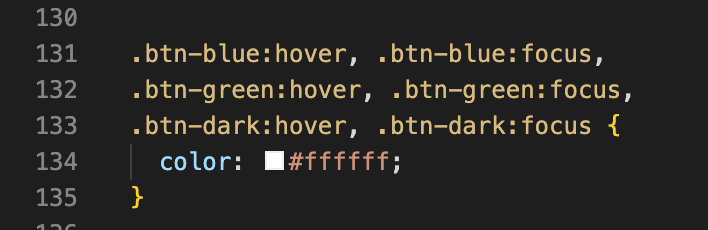 130
131 .btn-blue:hover, .btn-blue:focus,
132 .btn-green:hover, .btn-green:focus,
133 .btn-dark:hover, .btn-dark:focus {
134 color: #ffffff;
135 }